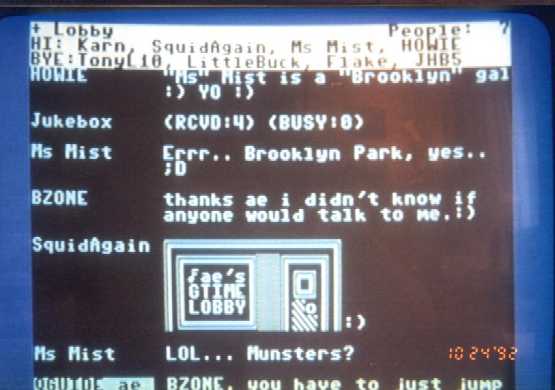 + Lobby People: 7
HI: Karn, SquidAgain, Ms Mist, HOWIE
BYE:TonyL10, LittleBuck, Flake, JHB5
HOWIE "Ms" Mist is a "Brooklyn" gal
:) YO :)
Jukebox (RCVD:4) (BUSY:0)
Ms Mist Errr.. Brooklyn Park, yes..
;D
BZONE thanks ae i didn't know if
anyone would talk to me.:)
SquidAgain
♪ae's
GTIME
LOBBY
:)
Ms Mist LOL... Munsters?
10 24'92
ae BZONE, you have to just jump